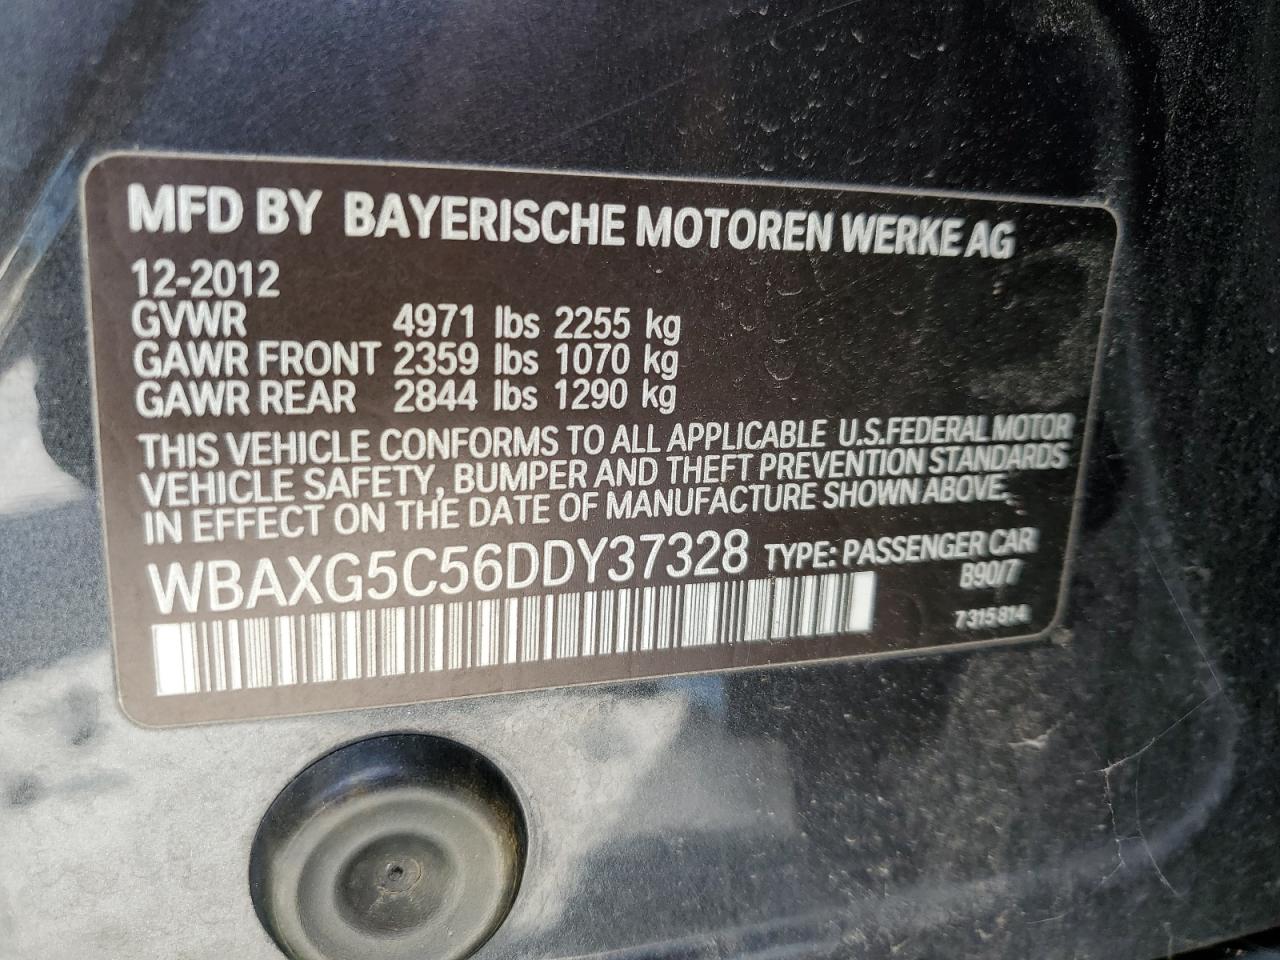 MFD BY BAYERISCHE MOTOREN WERKE AG
12-2012
GVWR 4971 lbs 2255 kg
GAWR FRONT 2359 lbs 1070 kg
GAWR REAR 2844 lbs 1290 kg
THIS VEHICLE CONFORMS TO ALL APPLICABLE U.S.FEDERAL MOTOR
VEHICLE SAFETY, BUMPER AND THEFT PREVENTION STANDARDS
IN EFFECT ON THE DATE OF MANUFACTURE SHOWN ABOVE.
WBAXG5C56DDY37328 TYPE: PASSENGER CAR
B90/7
7 315 814